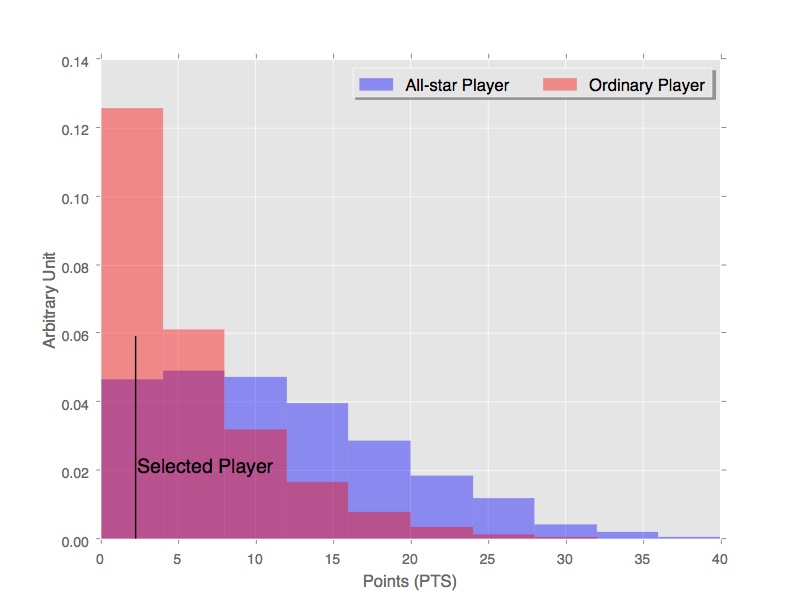 All-star Player Ordinary Player
0.14
0.12
0.10
0.08
0.06
0.04
0.02
0.00
Arbitrary Unit
Selected Player
0 5 10 15 20 25 30 35 40
Points (PTS)